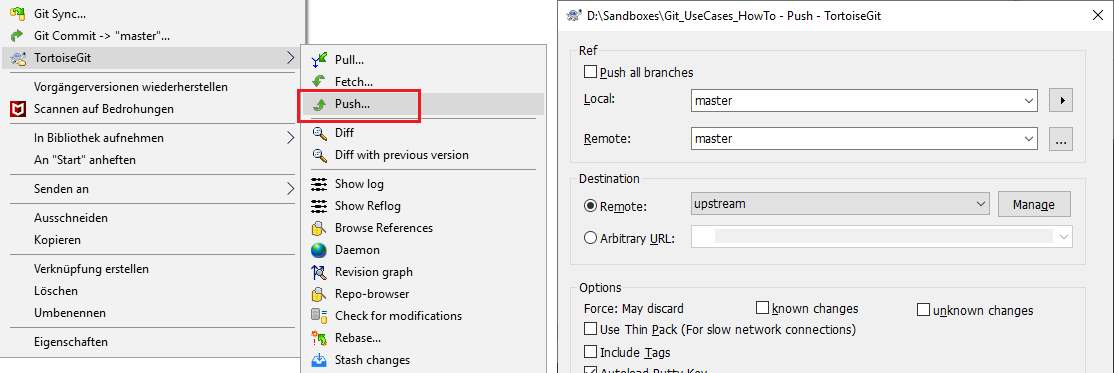 Git Sync...
Git Commit -> "master"...
TortoiseGit
Vorgängerversionen wiederherstellen
Scannen auf Bedrohungen
In Bibliothek aufnehmen
An "Start" anheften
Senden an
Ausschneiden
Kopieren
Verknüpfung erstellen
Löschen
Umbenennen
Eigenschaften
Pull...
Fetch...
Push...
Diff
Diff with previous version
Show log
Show Reflog
Browse References
Daemon
Revision graph
Repo-browser
Check for modifications
Rebase...
Stash changes
D:\Sandboxes\Git_UseCases_HowTo - Push - TortoiseGit
Ref
Push all branches
Local: master
Remote: master ...
Destination
Remote: upstream Manage
Arbitrary URL:
Options
Force: May discard known changes unknown changes
Use Thin Pack (For slow network connections)
Include Tags
Autoload Putty Key